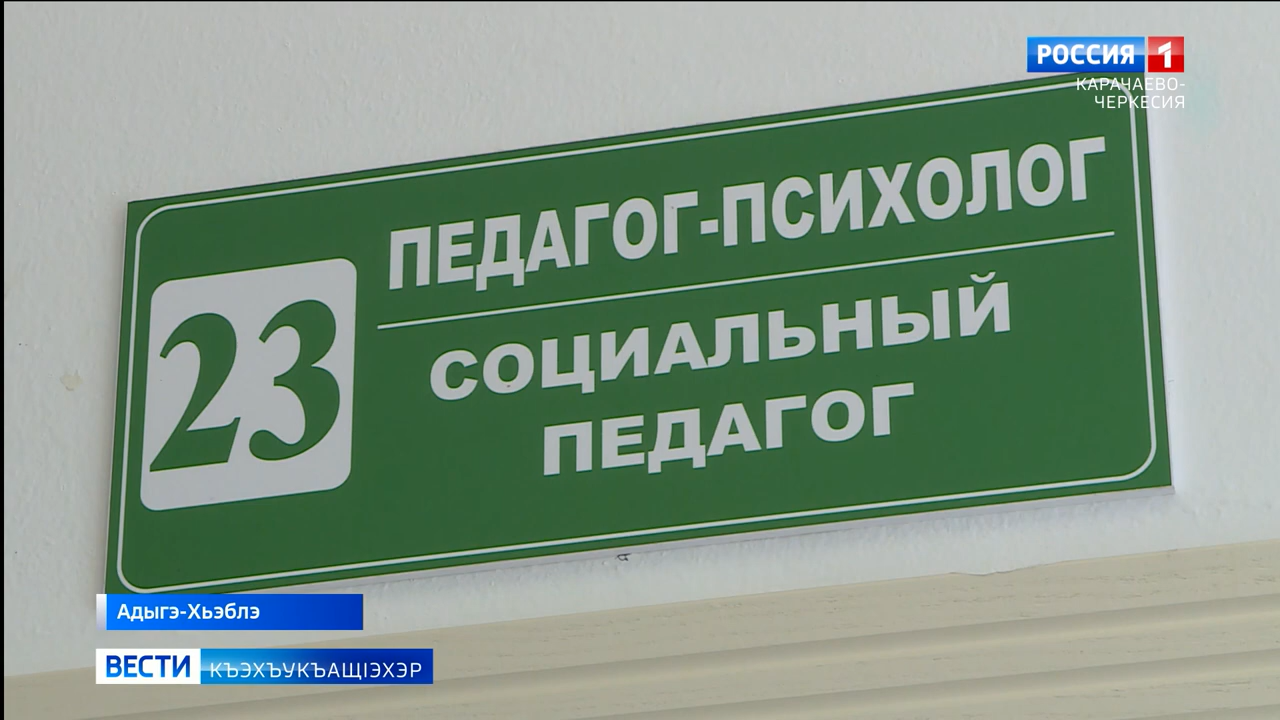 РОССИЯ 1
КАРАЧАЕВО-
ЧЕРКЕСИЯ
23
ПЕДАГОГ-ПСИХОЛОГ
СОЦИАЛЬНЫЙ
ПЕДАГОГ
Адыгэ-Хьэблэ
ВЕСТИ КЪЭХЪУКЪАЩIЭХЭР